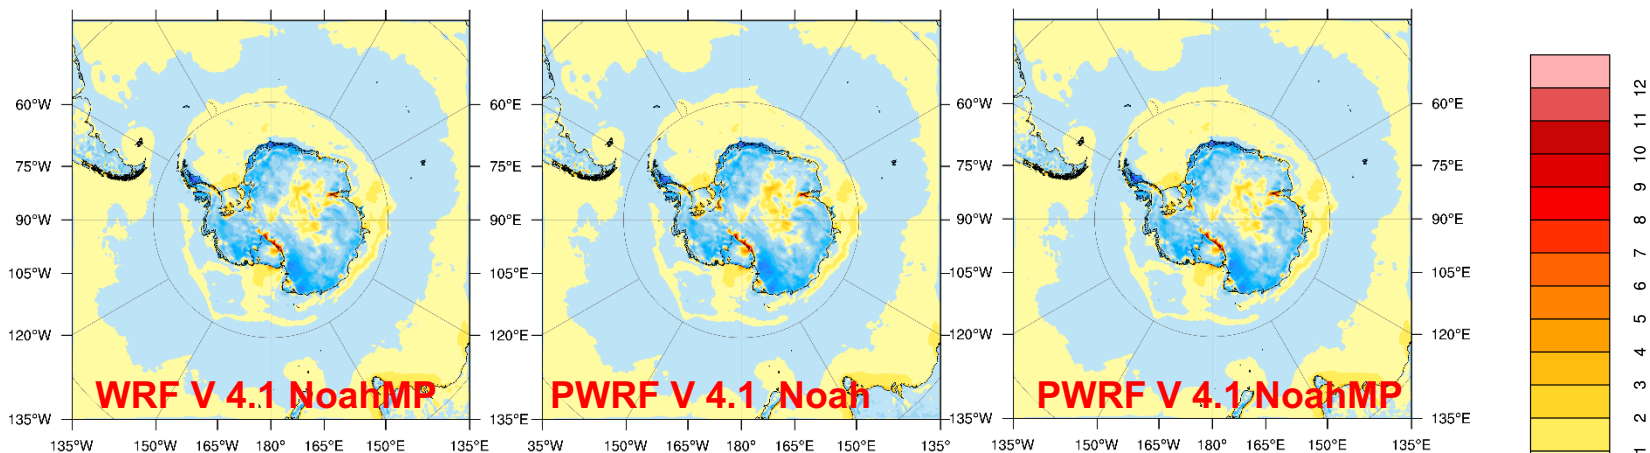 60°W 60°E 60°W 60°E
75°W 75°E 75°W 75°E
90°W 90°E 90°W 90°E
105°W 105°E 105°W 105°E
120°W 120°E 120°W 120°E
135°W 135°E 135°W 135°E
WRF V 4.1 NoahMP
PWRF V 4.1 Noah
PWRF V 4.1 NoahMP
135°W 150°W 165°W 180° 165°E 150°E 135°E
35°W 150°W 165°W 180° 165°E 150°E 135°E
135°W 150°W 165°W 180° 165°E 150°E 135°E
12
11
10
9
8
7
6
5
4
3
2
1